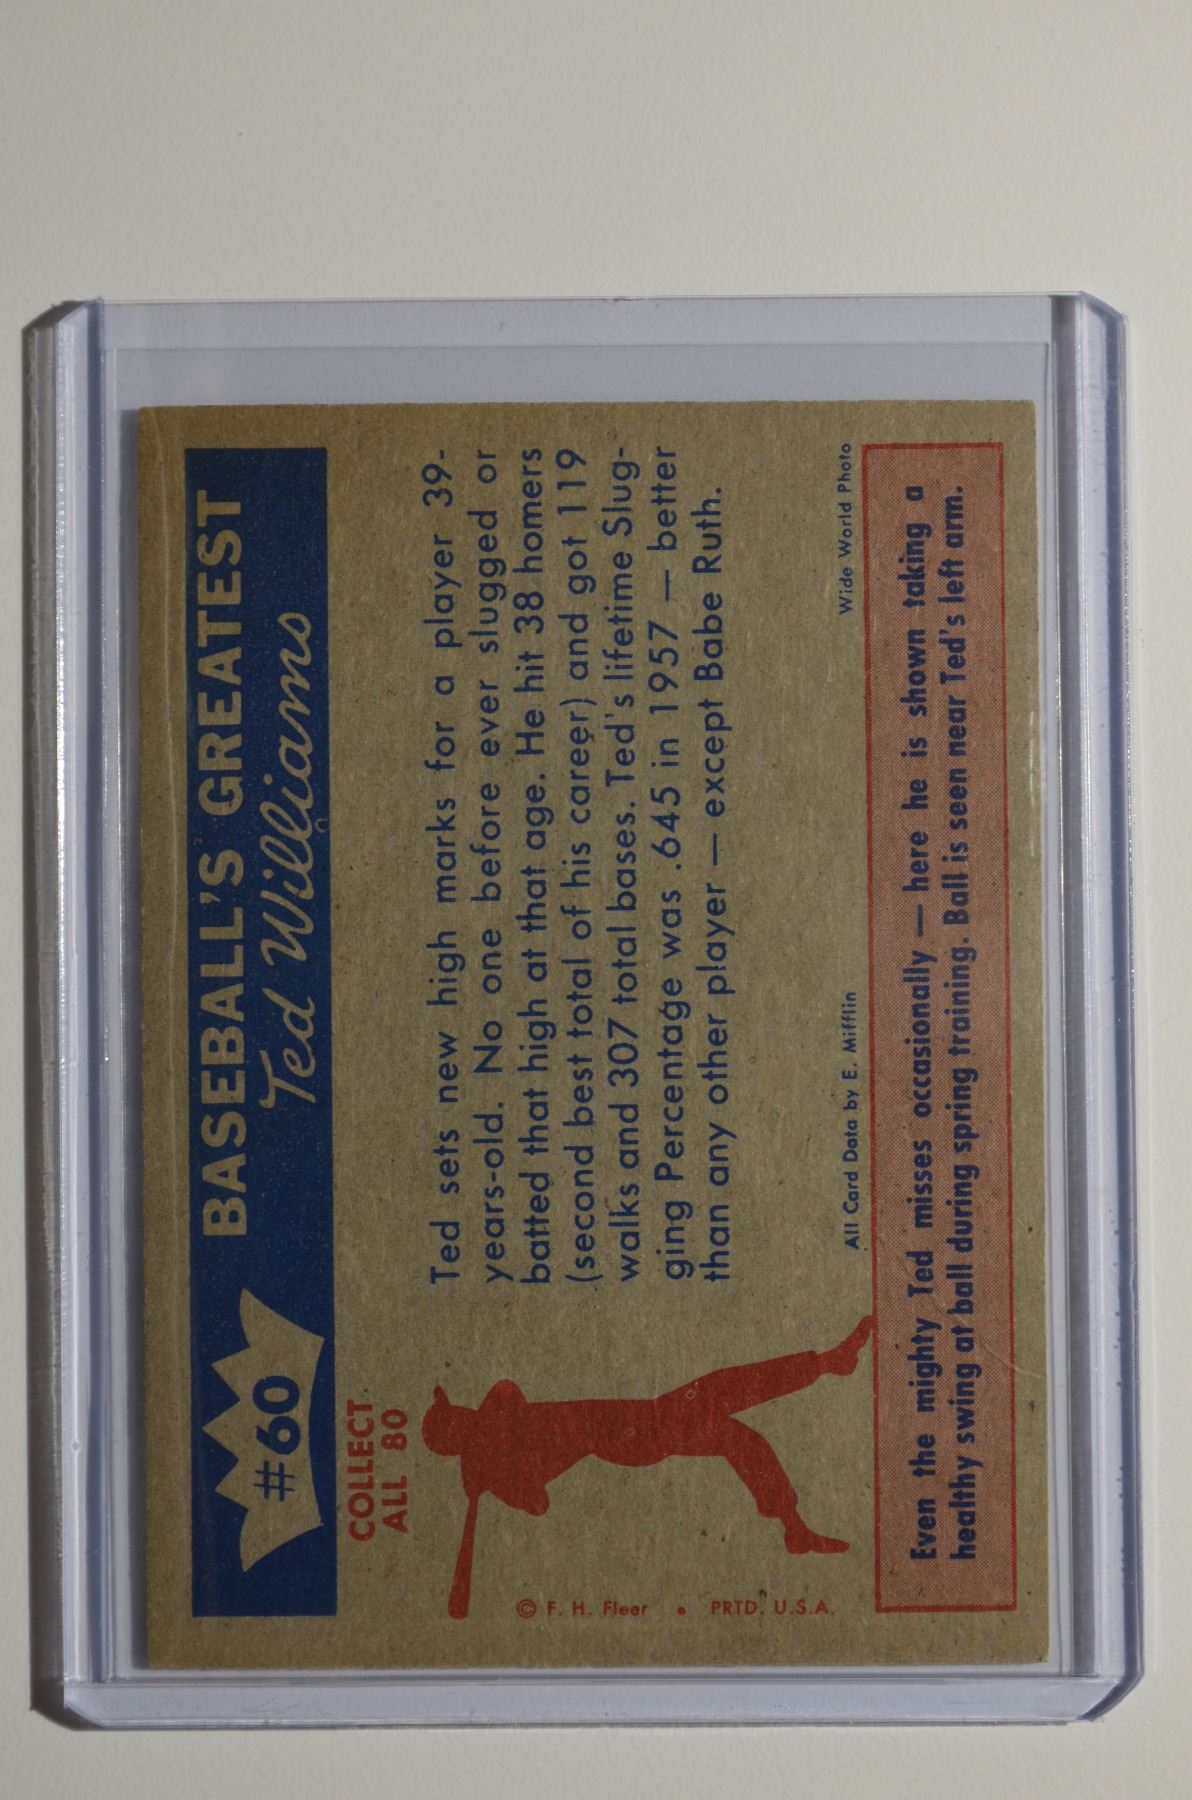 #60
BASEBALL'S GREATEST
Ted Williams
COLLECT
ALL 80
Ted sets new high marks for a player 39-
years-old. No one before ever slugged or
batted that high at that age. He hit 38 homers
(second best total of his career) and got 119
walks and 307 total bases. Ted's lifetime Slug-
ging Percentage was .645 in 1957 — better
than any other player — except Babe Ruth.
© F. H. Fleer • PRTD. U.S.A.
All Card Data by E. Mifflin
Wide World Photo
Even the mighty Ted misses occasionally — here he is shown taking a
healthy swing at ball during spring training. Ball is seen near Ted's left arm.